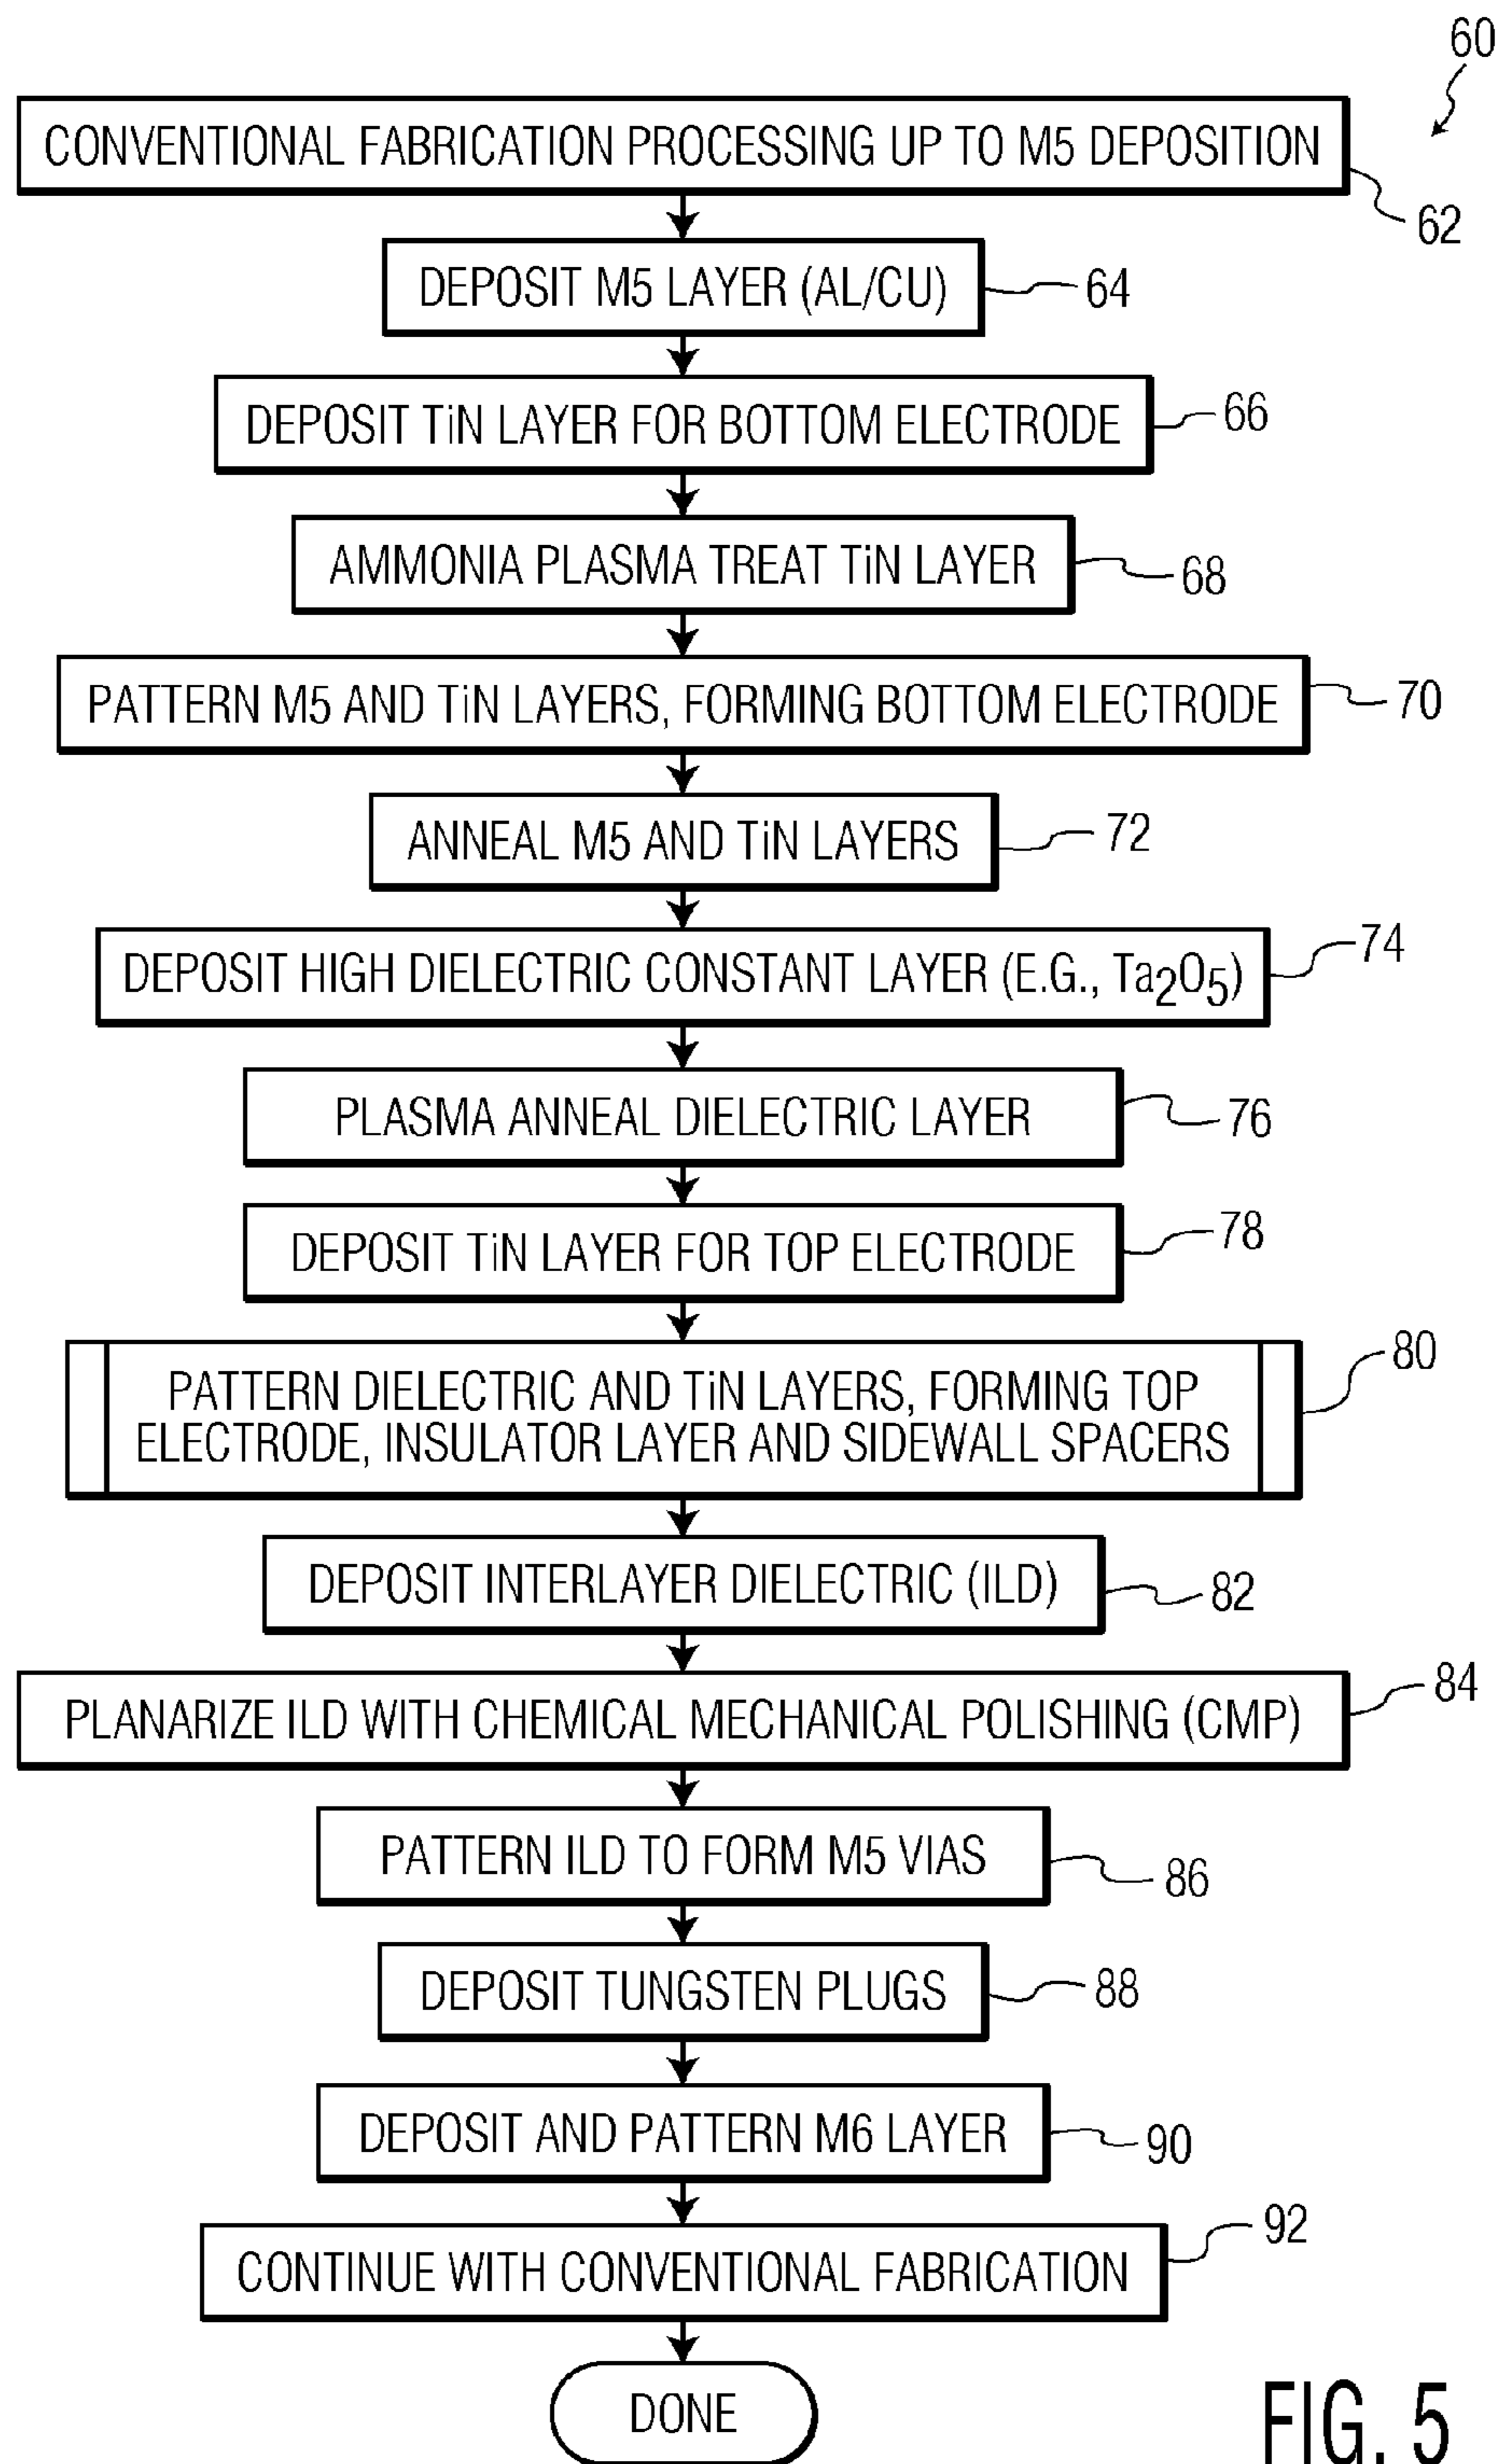 60
CONVENTIONAL FABRICATION PROCESSING UP TO M5 DEPOSITION
62
DEPOSIT M5 LAYER (AL/CU)
64
DEPOSIT TiN LAYER FOR BOTTOM ELECTRODE
66
AMMONIA PLASMA TREAT TiN LAYER
68
PATTERN M5 AND TiN LAYERS, FORMING BOTTOM ELECTRODE
70
ANNEAL M5 AND TiN LAYERS
72
DEPOSIT HIGH DIELECTRIC CONSTANT LAYER (E.G., Ta2O5)
74
PLASMA ANNEAL DIELECTRIC LAYER
76
DEPOSIT TiN LAYER FOR TOP ELECTRODE
78
PATTERN DIELECTRIC AND TiN LAYERS, FORMING TOP
ELECTRODE, INSULATOR LAYER AND SIDEWALL SPACERS
80
DEPOSIT INTERLAYER DIELECTRIC (ILD)
82
PLANARIZE ILD WITH CHEMICAL MECHANICAL POLISHING (CMP)
84
PATTERN ILD TO FORM M5 VIAS
86
DEPOSIT TUNGSTEN PLUGS
88
DEPOSIT AND PATTERN M6 LAYER
90
CONTINUE WITH CONVENTIONAL FABRICATION
92
DONE
FIG. 5